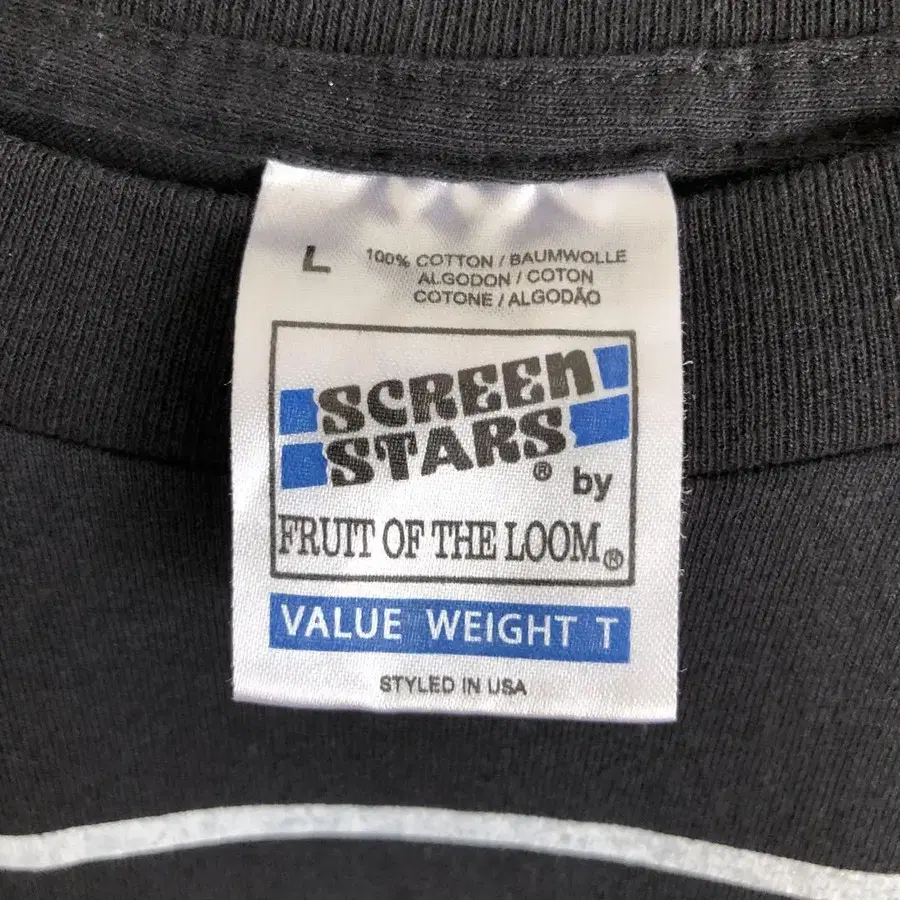 L 100% COTTON / BAUMWOLLE
ALGODON / COTON
COTONE / ALGODÃO
SCREEN
STARS® by
FRUIT OF THE LOOM®
VALUE WEIGHT T
STYLED IN USA